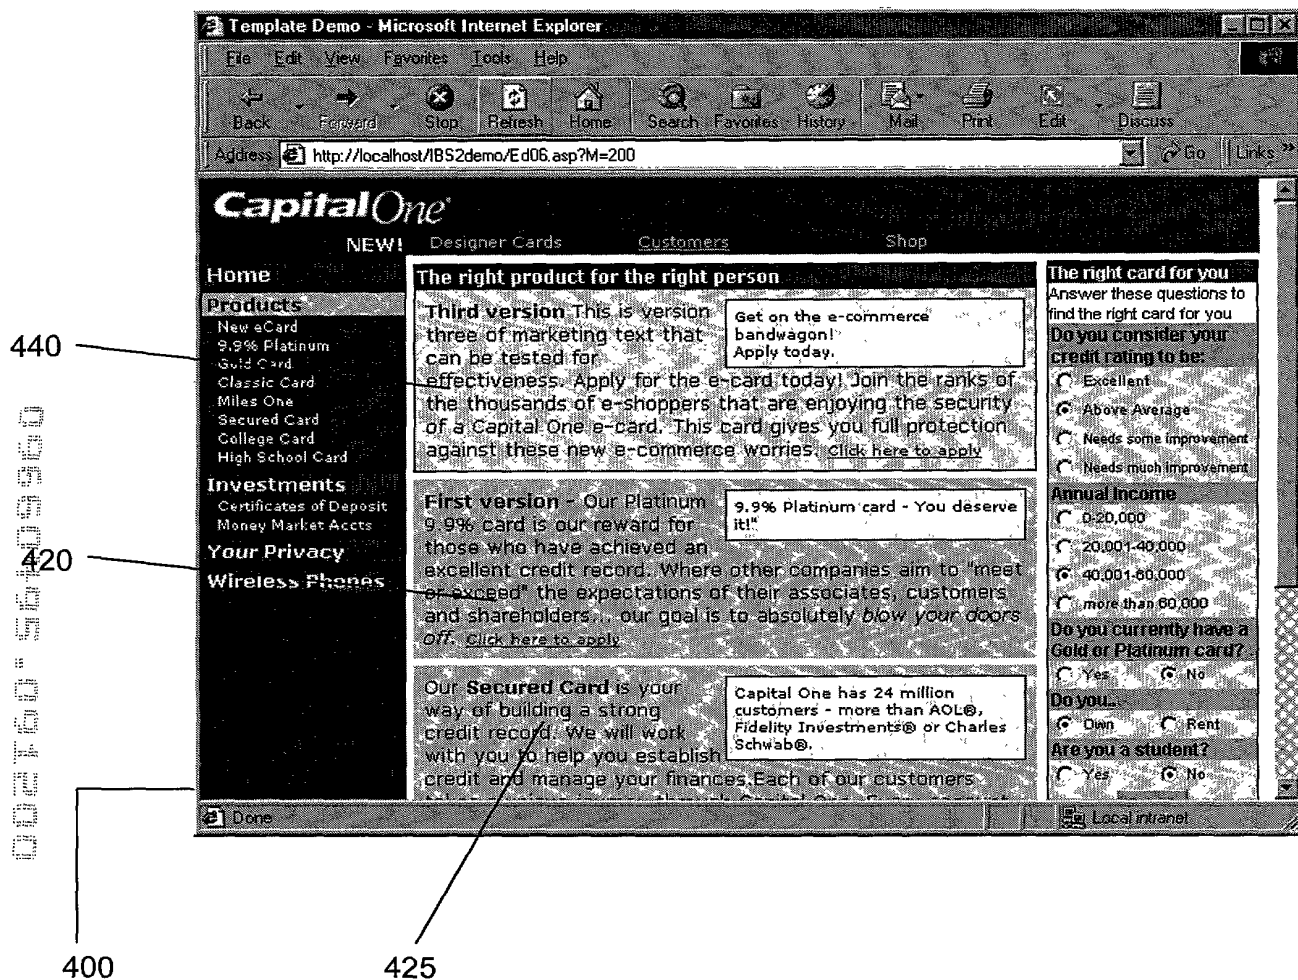 Template Demo - Microsoft Internet Explorer
File Edit View Favorites Tools Help
Back Forward Stop Refresh Home Search Favorites History Mail Print Edit Discuss
Address http://localhost/IBS2demo/Ed06.asp?M=200 Go Links »
CapitalOne®
NEW! Designer Cards Customers Shop
Home
Products
New eCard
9.9% Platinum
Gold Card
Classic Card
Miles One
Secured Card
College Card
High School Card
Investments
Certificates of Deposit
Money Market Accts
Your Privacy
Wireless Phones
The right product for the right person
Third version This is version
three of marketing text that
can be tested for
effectiveness. Apply for the e-card today! Join the ranks of
the thousands of e-shoppers that are enjoying the security
of a Capital One e-card. This card gives you full protection
against these new e-commerce worries. Click here to apply
Get on the e-commerce
bandwagon!
Apply today.
First version - Our Platinum
9.9% card is our reward for
those who have achieved an
excellent credit record. Where other companies aim to "meet
or exceed" the expectations of their associates, customers
and shareholders... our goal is to absolutely blow your doors
off. Click here to apply
9.9% Platinum card - You deserve
it!"
Our Secured Card is your
way of building a strong
credit record. We will work
with you to help you establish
credit and manage your finances.Each of our customers
Capital One has 24 million
customers - more than AOL®,
Fidelity Investments® or Charles
Schwab®.
The right card for you
Answer these questions to
find the right card for you
Do you consider your
credit rating to be:
Excellent
Above Average
Needs some improvement
Needs much improvement
Annual Income
0-20,000
20,001-40,000
40,001-60,000
more than 60,000
Do you currently have a
Gold or Platinum card?
Yes No
Do you...
Own Rent
Are you a student?
Yes No
Done Local intranet
440
420
400
425